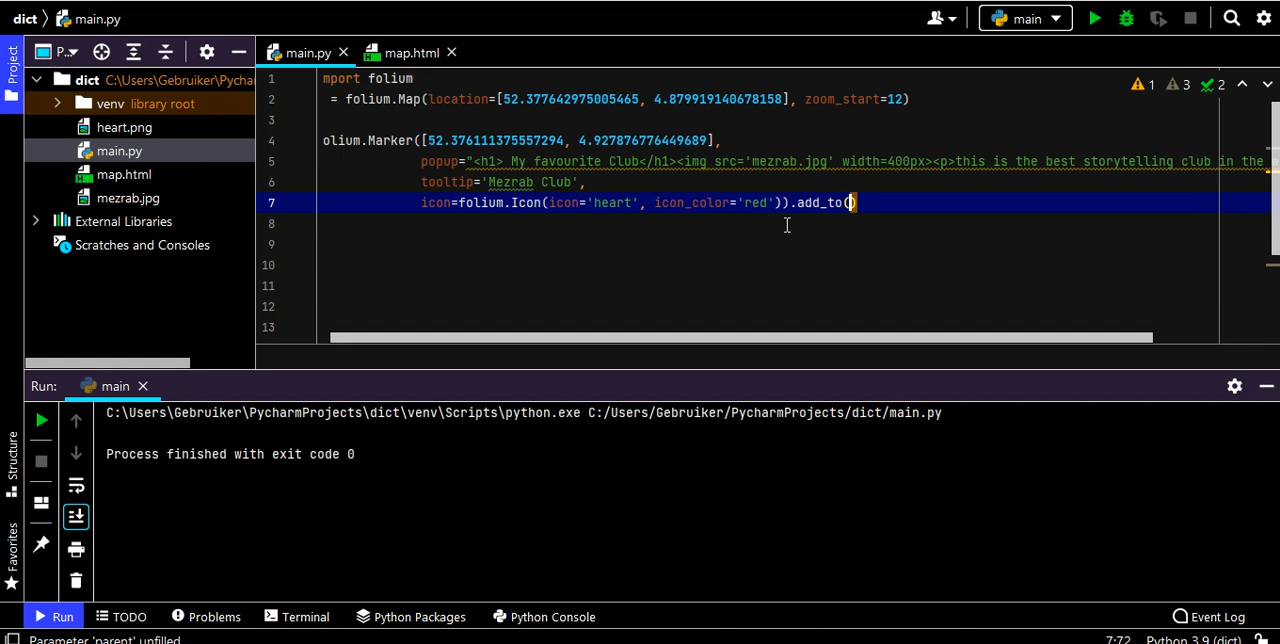 dict main.py
main
Project
P..
main.py map.html
dict C:\Users\Gebruiker\Pychar
venv library root
heart.png
main.py
map.html
mezrab.jpg
External Libraries
Scratches and Consoles
1 mport folium
2 = folium.Map(location=[52.377642975005465, 4.879919140678158], zoom_start=12)
3
4 olium.Marker([52.376111375557294, 4.927876776449689],
5 popup="<h1> My favourite Club</h1><img src='mezrab.jpg' width=400px><p>this is the best storytelling club in the w
6 tooltip='Mezrab Club',
7 icon=folium.Icon(icon='heart', icon_color='red')).add_to()
8
9
10
11
12
13
1 3 2
Run: main
C:\Users\Gebruiker\PycharmProjects\dict\venv\Scripts\python.exe C:/Users/Gebruiker/PycharmProjects/dict/main.py
Process finished with exit code 0
Structure
Favorites
Run TODO Problems Terminal Python Packages Python Console Event Log
Parameter 'parent' unfilled 7:72 Python 3.9 (dict)